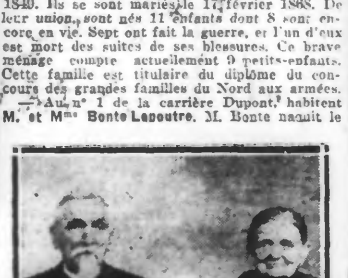 1840. Ils se sont mariés le 17 février 1868. De
leur union, sont nés 11 enfants dont 8 sont en-
core en vie. Sept ont fait la guerre, et l'un d'eux
est mort des suites de ses blessures. Ce brave
ménage compte actuellement 9 petits-enfants.
Cette famille est titulaire du diplôme du con-
cours des grandes familles du Nord aux armées.
— Au n° 1 de la carrière Dupont, habitent
M. et Mme Bonte Lepoutre. M. Bonte naquit le